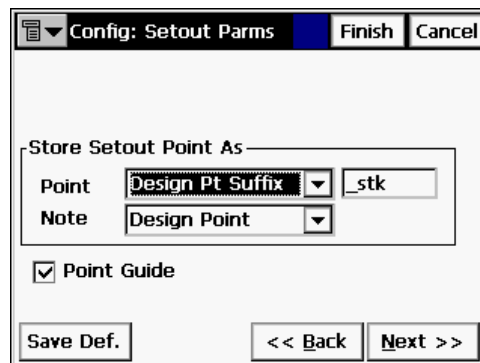 Config: Setout Parms Finish Cancel
Store Setout Point As
Point Design Pt Suffix _stk
Note Design Point
Point Guide
Save Def. << Back Next >>